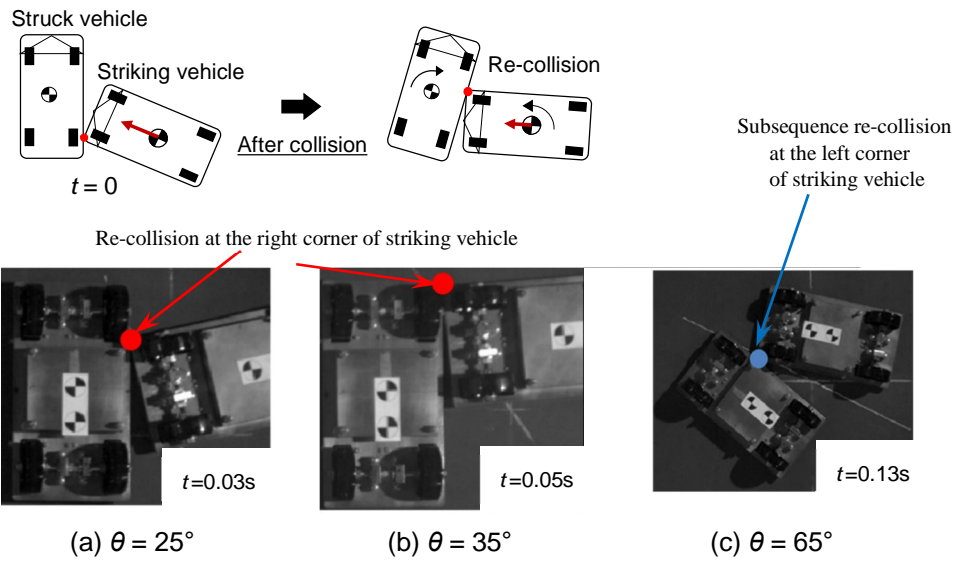 Struck vehicle
Striking vehicle
t = 0
After collision
Re-collision
Subsequence re-collision
at the left corner
of striking vehicle
Re-collision at the right corner of striking vehicle
t=0.03s
t=0.05s
t=0.13s
(a) θ = 25°
(b) θ = 35°
(c) θ = 65°